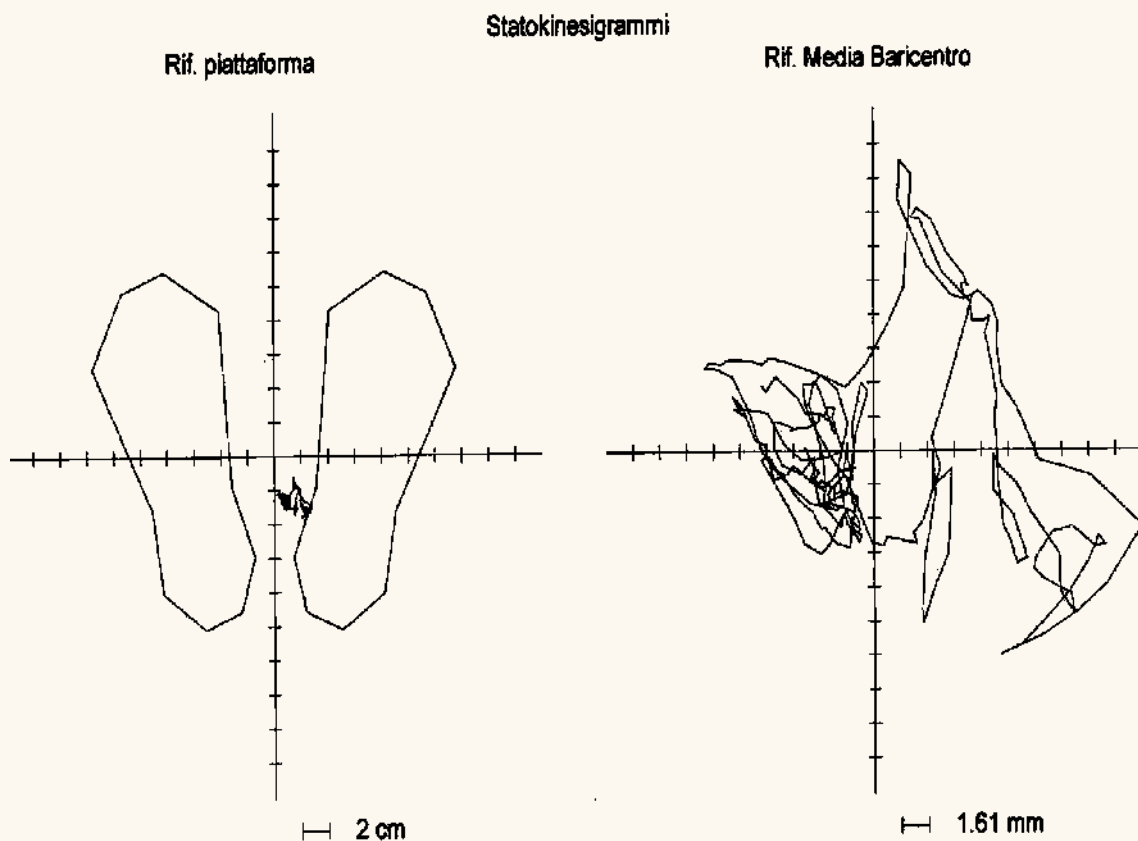 Statokinesigrammi
Rif. piattaforma
Rif. Media Baricentro
2 cm
1.61 mm